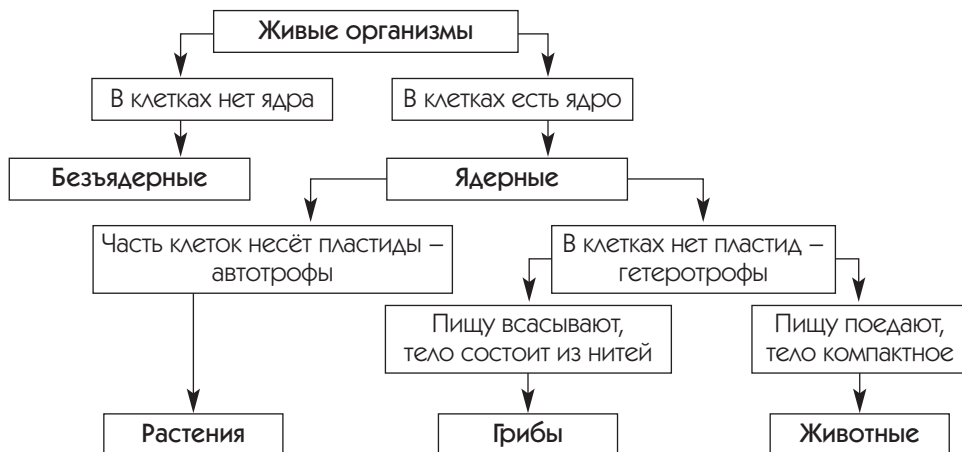 Живые организмы
В клетках нет ядра
В клетках есть ядро
Безъядерные
Ядерные
Часть клеток несёт пластиды –
автотрофы
В клетках нет пластид –
гетеротрофы
Пищу всасывают,
тело состоит из нитей
Пищу поедают,
тело компактное
Растения
Грибы
Животные